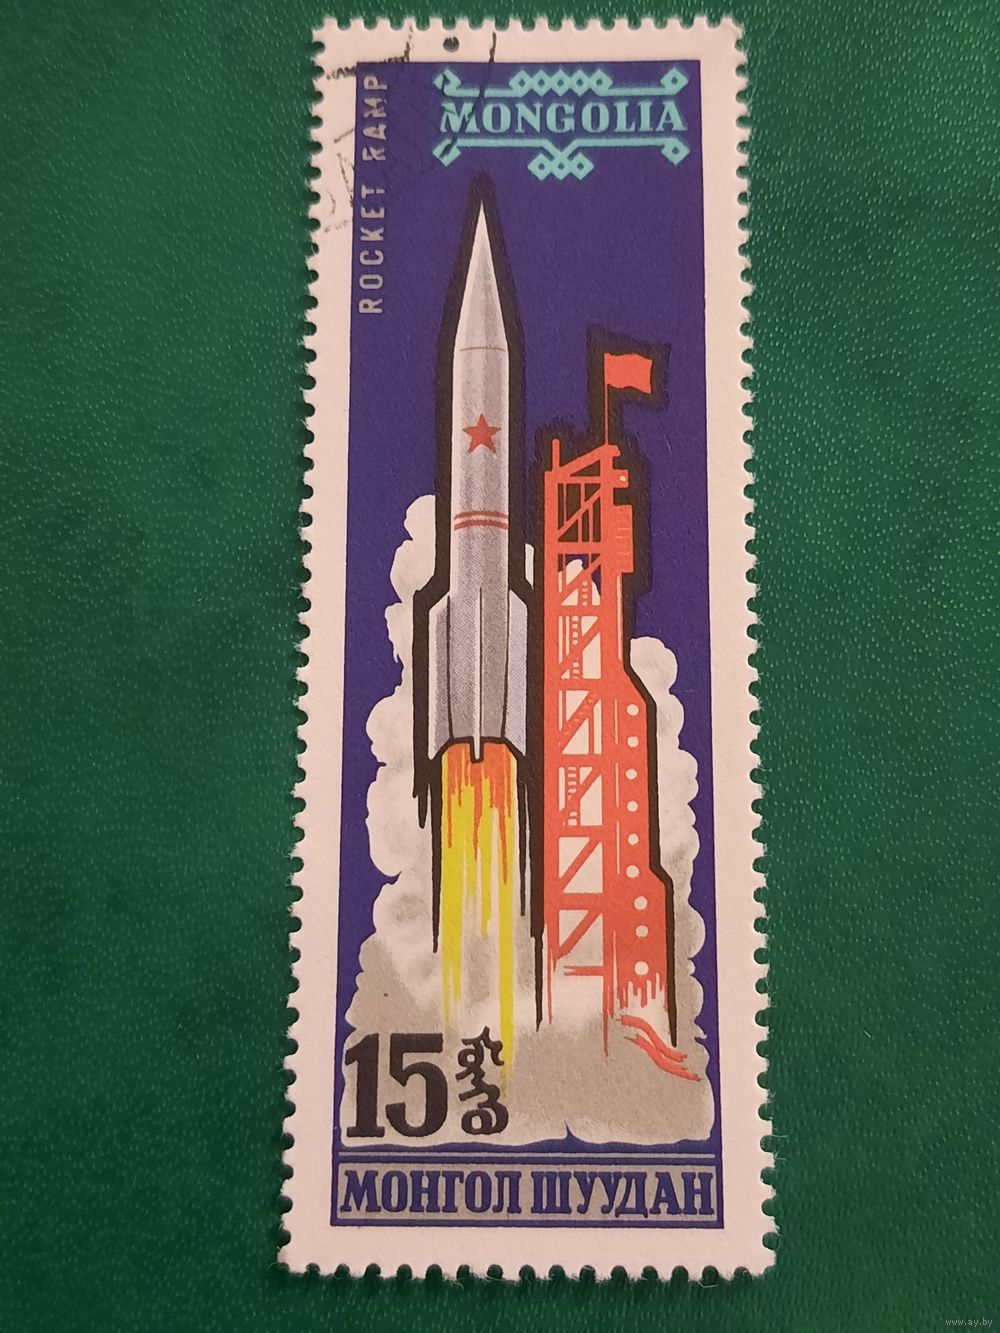 MONGOLIA
ROCKET RAMP
15
МОНГОЛ ШУУДАН
www.ay.by